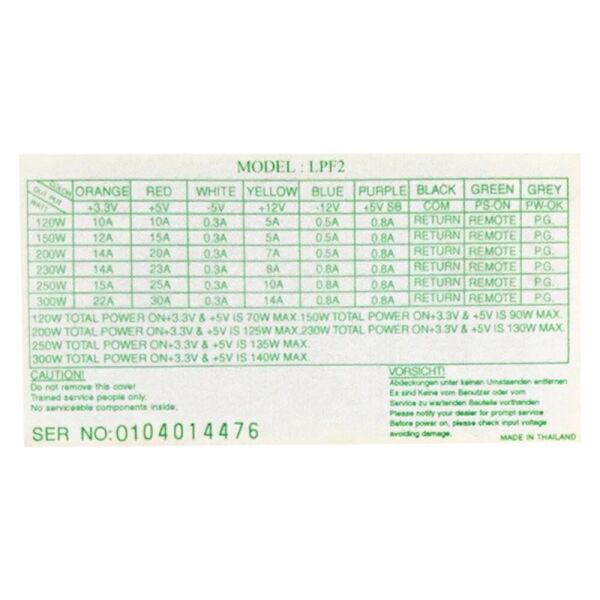 MODEL : LPF2
COLOR OUT PUT WATT ORANGE RED WHITE YELLOW BLUE PURPLE BLACK GREEN GREY
+3.3V +5V -5V +12V -12V +5V SB COM PS-ON PW-OK
120W 10A 10A 0.3A 5A 0.5A 0.8A RETURN REMOTE P.G.
150W 12A 15A 0.3A 5A 0.5A 0.8A RETURN REMOTE P.G.
200W 14A 20A 0.3A 7A 0.5A 0.8A RETURN REMOTE P.G.
230W 14A 23A 0.3A 8A 0.8A 0.8A RETURN REMOTE P.G.
250W 15A 25A 0.3A 10A 0.8A 0.8A RETURN REMOTE P.G.
300W 22A 30A 0.3A 14A 0.8A 0.8A RETURN REMOTE P.G.
120W TOTAL POWER ON+3.3V & +5V IS 70W MAX.150W TOTAL POWER ON+3.3V & +5V IS 90W MAX.
200W TOTAL POWER ON+3.3V & +5V IS 125W MAX.230W TOTAL POWER ON+3.3V & +5V IS 130W MAX.
250W TOTAL POWER ON+3.3V & +5V IS 135W MAX.
300W TOTAL POWER ON+3.3V & +5V IS 140W MAX.
CAUTION!
Do not remove this cover
Trained service people only
No serviceable components inside.
SER NO:0104014476
VORSICHT!
Abdeckungen unter keinen Umstaenden entfernen
Es sind Keine vom Benutzer oder vom
Service zu wartenden Bauteile vorthanden
Please notify your dealer for prompt service
Before power on, please check input voltage
avoiding damage.
MADE IN THAILAND